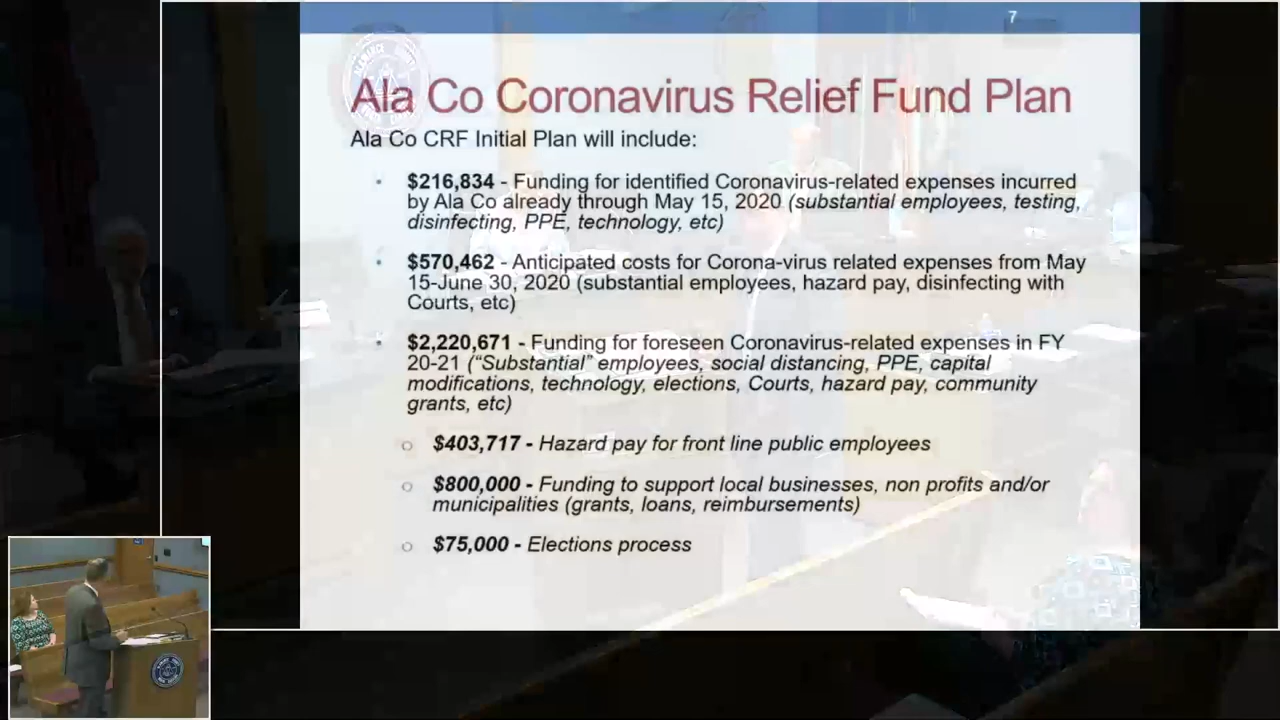 7
Ala Co Coronavirus Relief Fund Plan
Ala Co CRF Initial Plan will include:
• $216,834 - Funding for identified Coronavirus-related expenses incurred
by Ala Co already through May 15, 2020 (substantial employees, testing,
disinfecting, PPE, technology, etc)
• $570,462 - Anticipated costs for Corona-virus related expenses from May
15-June 30, 2020 (substantial employees, hazard pay, disinfecting with
Courts, etc)
• $2,220,671 - Funding for foreseen Coronavirus-related expenses in FY
20-21 (“Substantial” employees, social distancing, PPE, capital
modifications, technology, elections, Courts, hazard pay, community
grants, etc)
○ $403,717 - Hazard pay for front line public employees
○ $800,000 - Funding to support local businesses, non profits and/or
municipalities (grants, loans, reimbursements)
○ $75,000 - Elections process